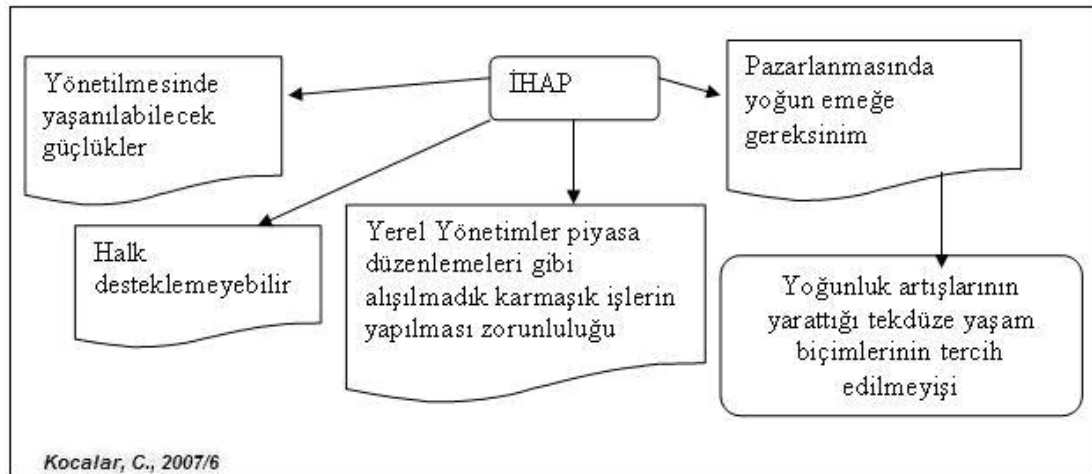 İHAP
Yönetilmesinde
yaşanılabilecek
güçlükler
Pazarlanmasında
yoğun emeğe
gereksinim
Halk
desteklemeyebilir
Yerel Yönetimler piyasa
düzenlemeleri gibi
alışılmadık karmaşık işlerin
yapılması zorunluluğu
Yoğunluk artışlarının
yarattığı tekdüze yaşam
biçimlerinin tercih
edilmeyişi
Kocalar, C., 2007/6